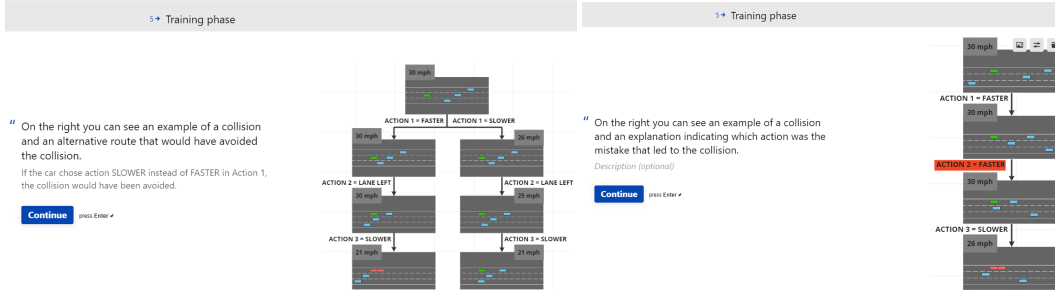 5→ Training phase
“ On the right you can see an example of a collision
and an alternative route that would have avoided
the collision.
If the car chose action SLOWER instead of FASTER in Action 1,
the collision would have been avoided.
Continue press Enter ↵
30 mph
ACTION 1 = FASTER ACTION 1 = SLOWER
30 mph 26 mph
ACTION 2 = LANE LEFT ACTION 2 = LANE LEFT
30 mph 25 mph
ACTION 3 = SLOWER ACTION 3 = SLOWER
21 mph 21 mph
5→ Training phase
“ On the right you can see an example of a collision
and an explanation indicating which action was the
mistake that led to the collision.
Description (optional)
Continue press Enter ↵
30 mph
ACTION 1 = FASTER
30 mph
ACTION 2 = FASTER
30 mph
ACTION 3 = SLOWER
26 mph